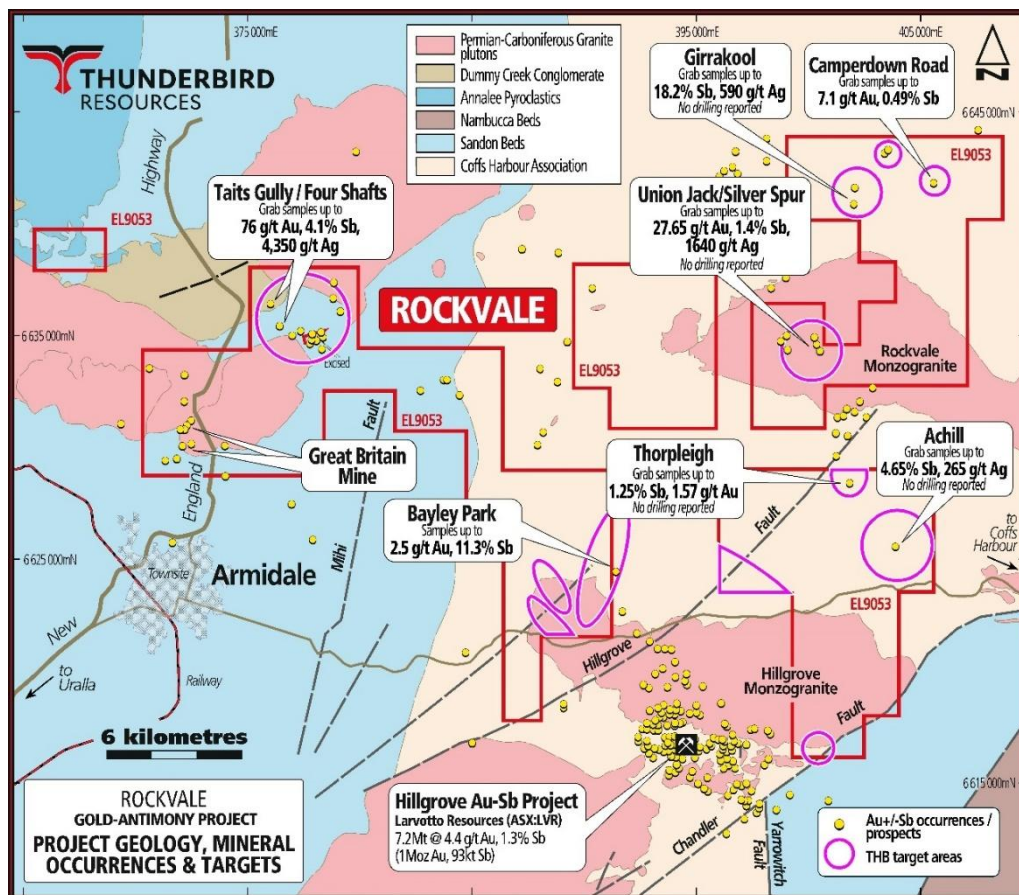 375 000mE
395 000mE
405 000mE
THUNDERBIRD
RESOURCES
Permian-Carboniferous Granite
plutons
Dummy Creek Conglomerate
Annalee Pyroclastics
Nambucca Beds
Sandon Beds
Coffs Harbour Association
Girrakool
Grab samples up to
18.2% Sb, 590 g/t Ag
No drilling reported
Camperdown Road
Grab samples up to
7.1 g/t Au, 0.49% Sb
N
6 645 000mN
EL9053
Highway
EL9053
Taits Gully / Four Shafts
Grab samples up to
76 g/t Au, 4.1% Sb,
4,350 g/t Ag
Union Jack/Silver Spur
Grab samples up to
27.65 g/t Au, 1.4% Sb,
1640 g/t Ag
No drilling reported
ROCKVALE
6 635 000mN
Excised
EL9053
Rockvale
Monzogranite
EL9053
Fault
Great Britain
Mine
England
Thorpleigh
Grab samples up to
1.25% Sb, 1.57 g/t Au
No drilling reported
Achill
Grab samples up to
4.65% Sb, 265 g/t Ag
No drilling reported
Bayley Park
Samples up to
2.5 g/t Au, 11.3% Sb
Fault
to
Coffs
Harbour
6 625 000mN
Mihi
Townsite
Armidale
EL9053
New
to
Uralla
Railway
Hillgrove
Hillgrove
Monzogranite
Fault
6 kilometres
6 615 000mN
ROCKVALE
GOLD-ANTIMONY PROJECT
PROJECT GEOLOGY, MINERAL
OCCURRENCES & TARGETS
Hillgrove Au-Sb Project
Larvotto Resources (ASX:LVR)
7.2Mt @ 4.4 g/t Au, 1.3% Sb
(1Moz Au, 93kt Sb)
Chandler
Yarrowitch
Fault
Au+/-Sb occurrences /
prospects
THB target areas